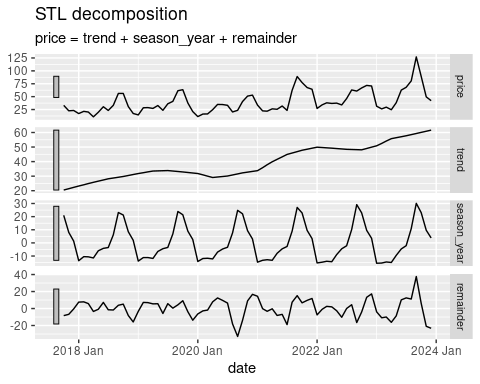 STL decomposition
price = trend + season_year + remainder
125
100
75
50
25
price
60
50
40
30
20
trend
30
20
10
0
-10
season_year
40
20
0
-20
remainder
2018 Jan
2020 Jan
2022 Jan
2024 Jan
date